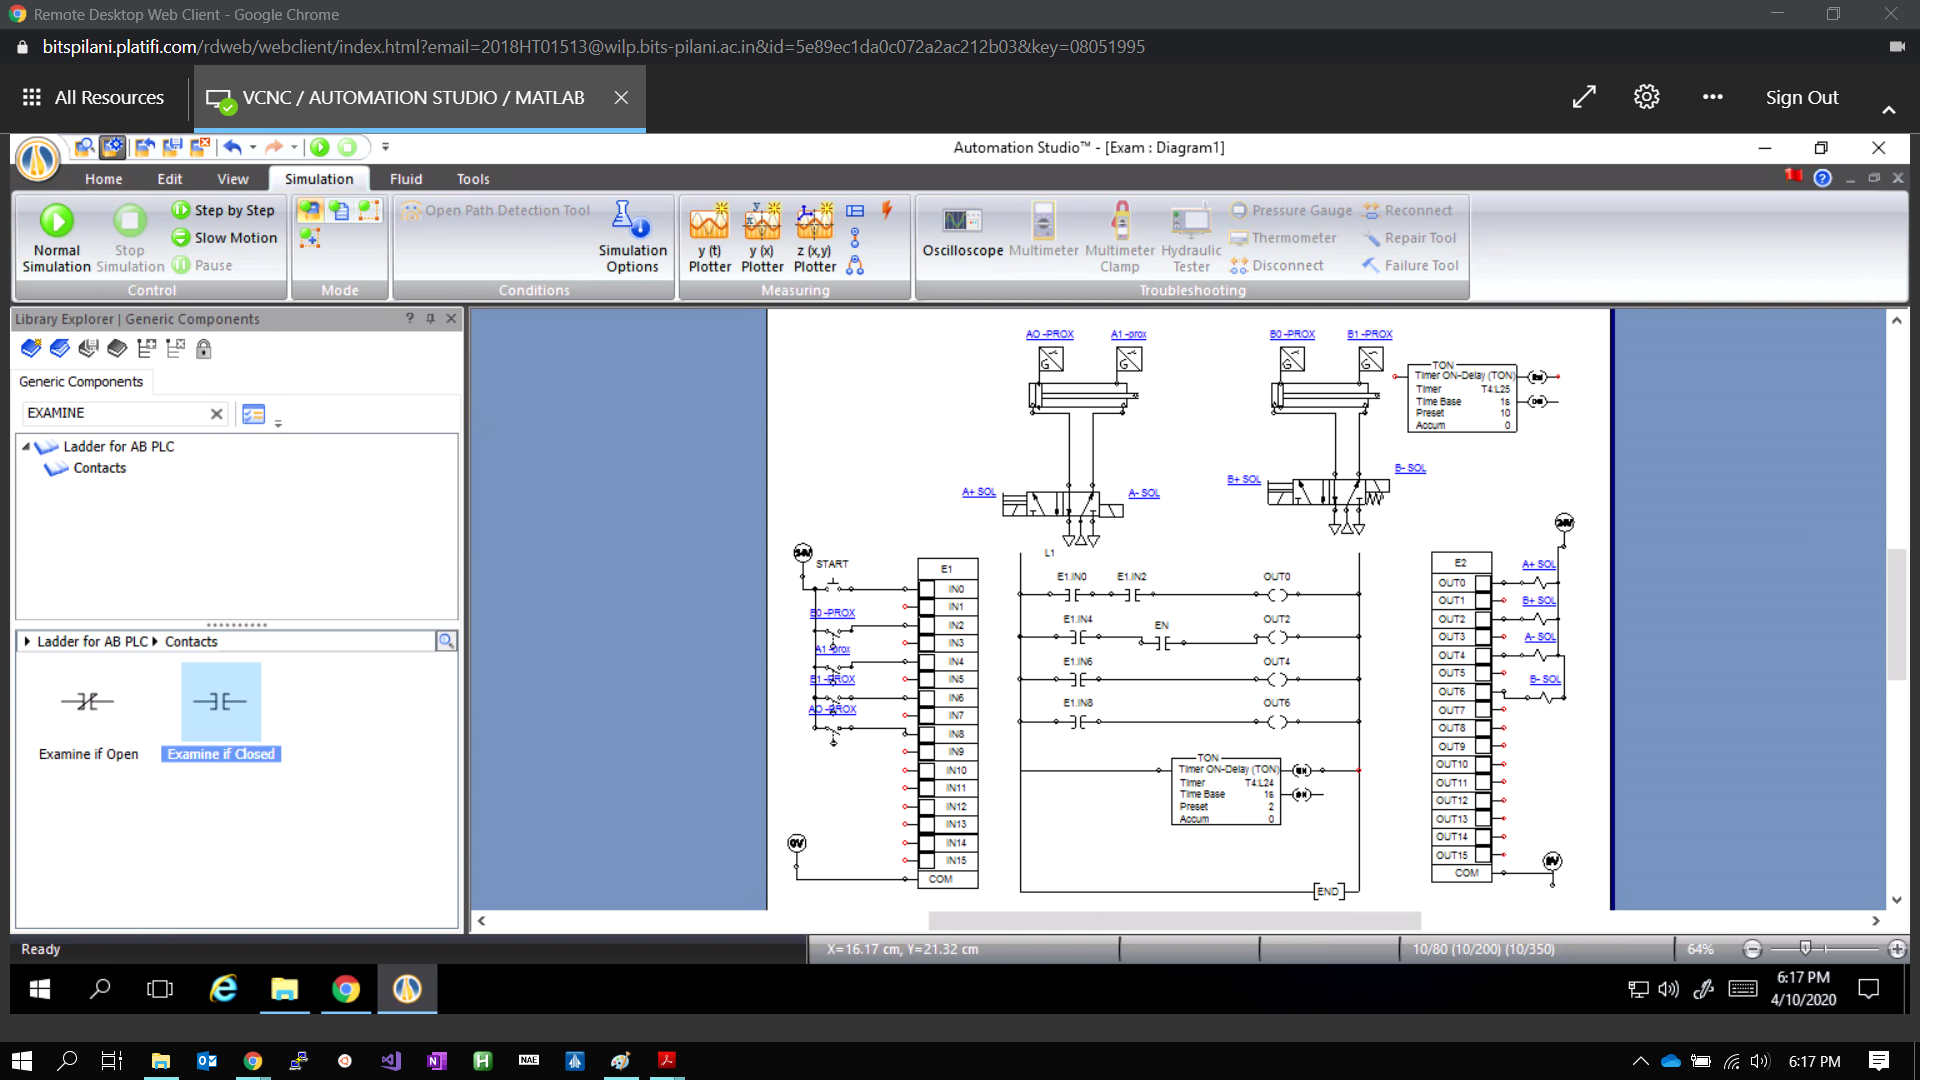 Remote Desktop Web Client - Google Chrome
bitspilani.platifi.com/rdweb/webclient/index.html?email=2018HT01513@wilp.bits-pilani.ac.in&id=5e89ec1da0c072a2ac212b03&key=08051995
All Resources
VCNC / AUTOMATION STUDIO / MATLAB
Sign Out
Automation Studio™ - [Exam : Diagram1]
Home Edit View Simulation Fluid Tools
Normal Simulation
Stop Simulation
Step by Step
Slow Motion
Pause
Control
Mode
Open Path Detection Tool
Simulation Options
Conditions
y (t) Plotter
y (x) Plotter
z (x,y) Plotter
Measuring
Oscilloscope
Multimeter
Multimeter Clamp
Hydraulic Tester
Pressure Gauge
Thermometer
Disconnect
Reconnect
Repair Tool
Failure Tool
Troubleshooting
Library Explorer | Generic Components
Generic Components
EXAMINE
Ladder for AB PLC
Contacts
Ladder for AB PLC Contacts
Examine if Open
Examine if Closed
AO -PROX
A1 -prox
B0 -PROX
B1 -PROX
G
G
G
G
TON
Timer ON-Delay (TON)
Timer T4:L25
Time Base 16
Preset 10
Accum 0
A+ SOL
A- SOL
B+ SOL
B- SOL
24V
START
B0 -PROX
A1 -prox
B1 -PROX
AO -PROX
0V
E1
IN0
IN1
IN2
IN3
IN4
IN5
IN6
IN7
IN8
IN9
IN10
IN11
IN12
IN13
IN14
IN15
COM
L1
E1.IN0 E1.IN2 OUT0
E1.IN4 EN OUT2
E1.IN6 OUT4
E1.IN8 OUT6
TON
Timer ON-Delay (TON) EN
Timer T4:L24
Time Base 16 DN
Preset 2
Accum 0
END
E2
OUT0
OUT1
OUT2
OUT3
OUT4
OUT5
OUT6
OUT7
OUT8
OUT9
OUT10
OUT11
OUT12
OUT13
OUT14
OUT15
COM
24V
A+ SOL
B+ SOL
A- SOL
B- SOL
0V
Ready
X=16.17 cm, Y=21.32 cm
10/80 (10/200) (10/350)
64%
6:17 PM
4/10/2020
NAE
6:17 PM